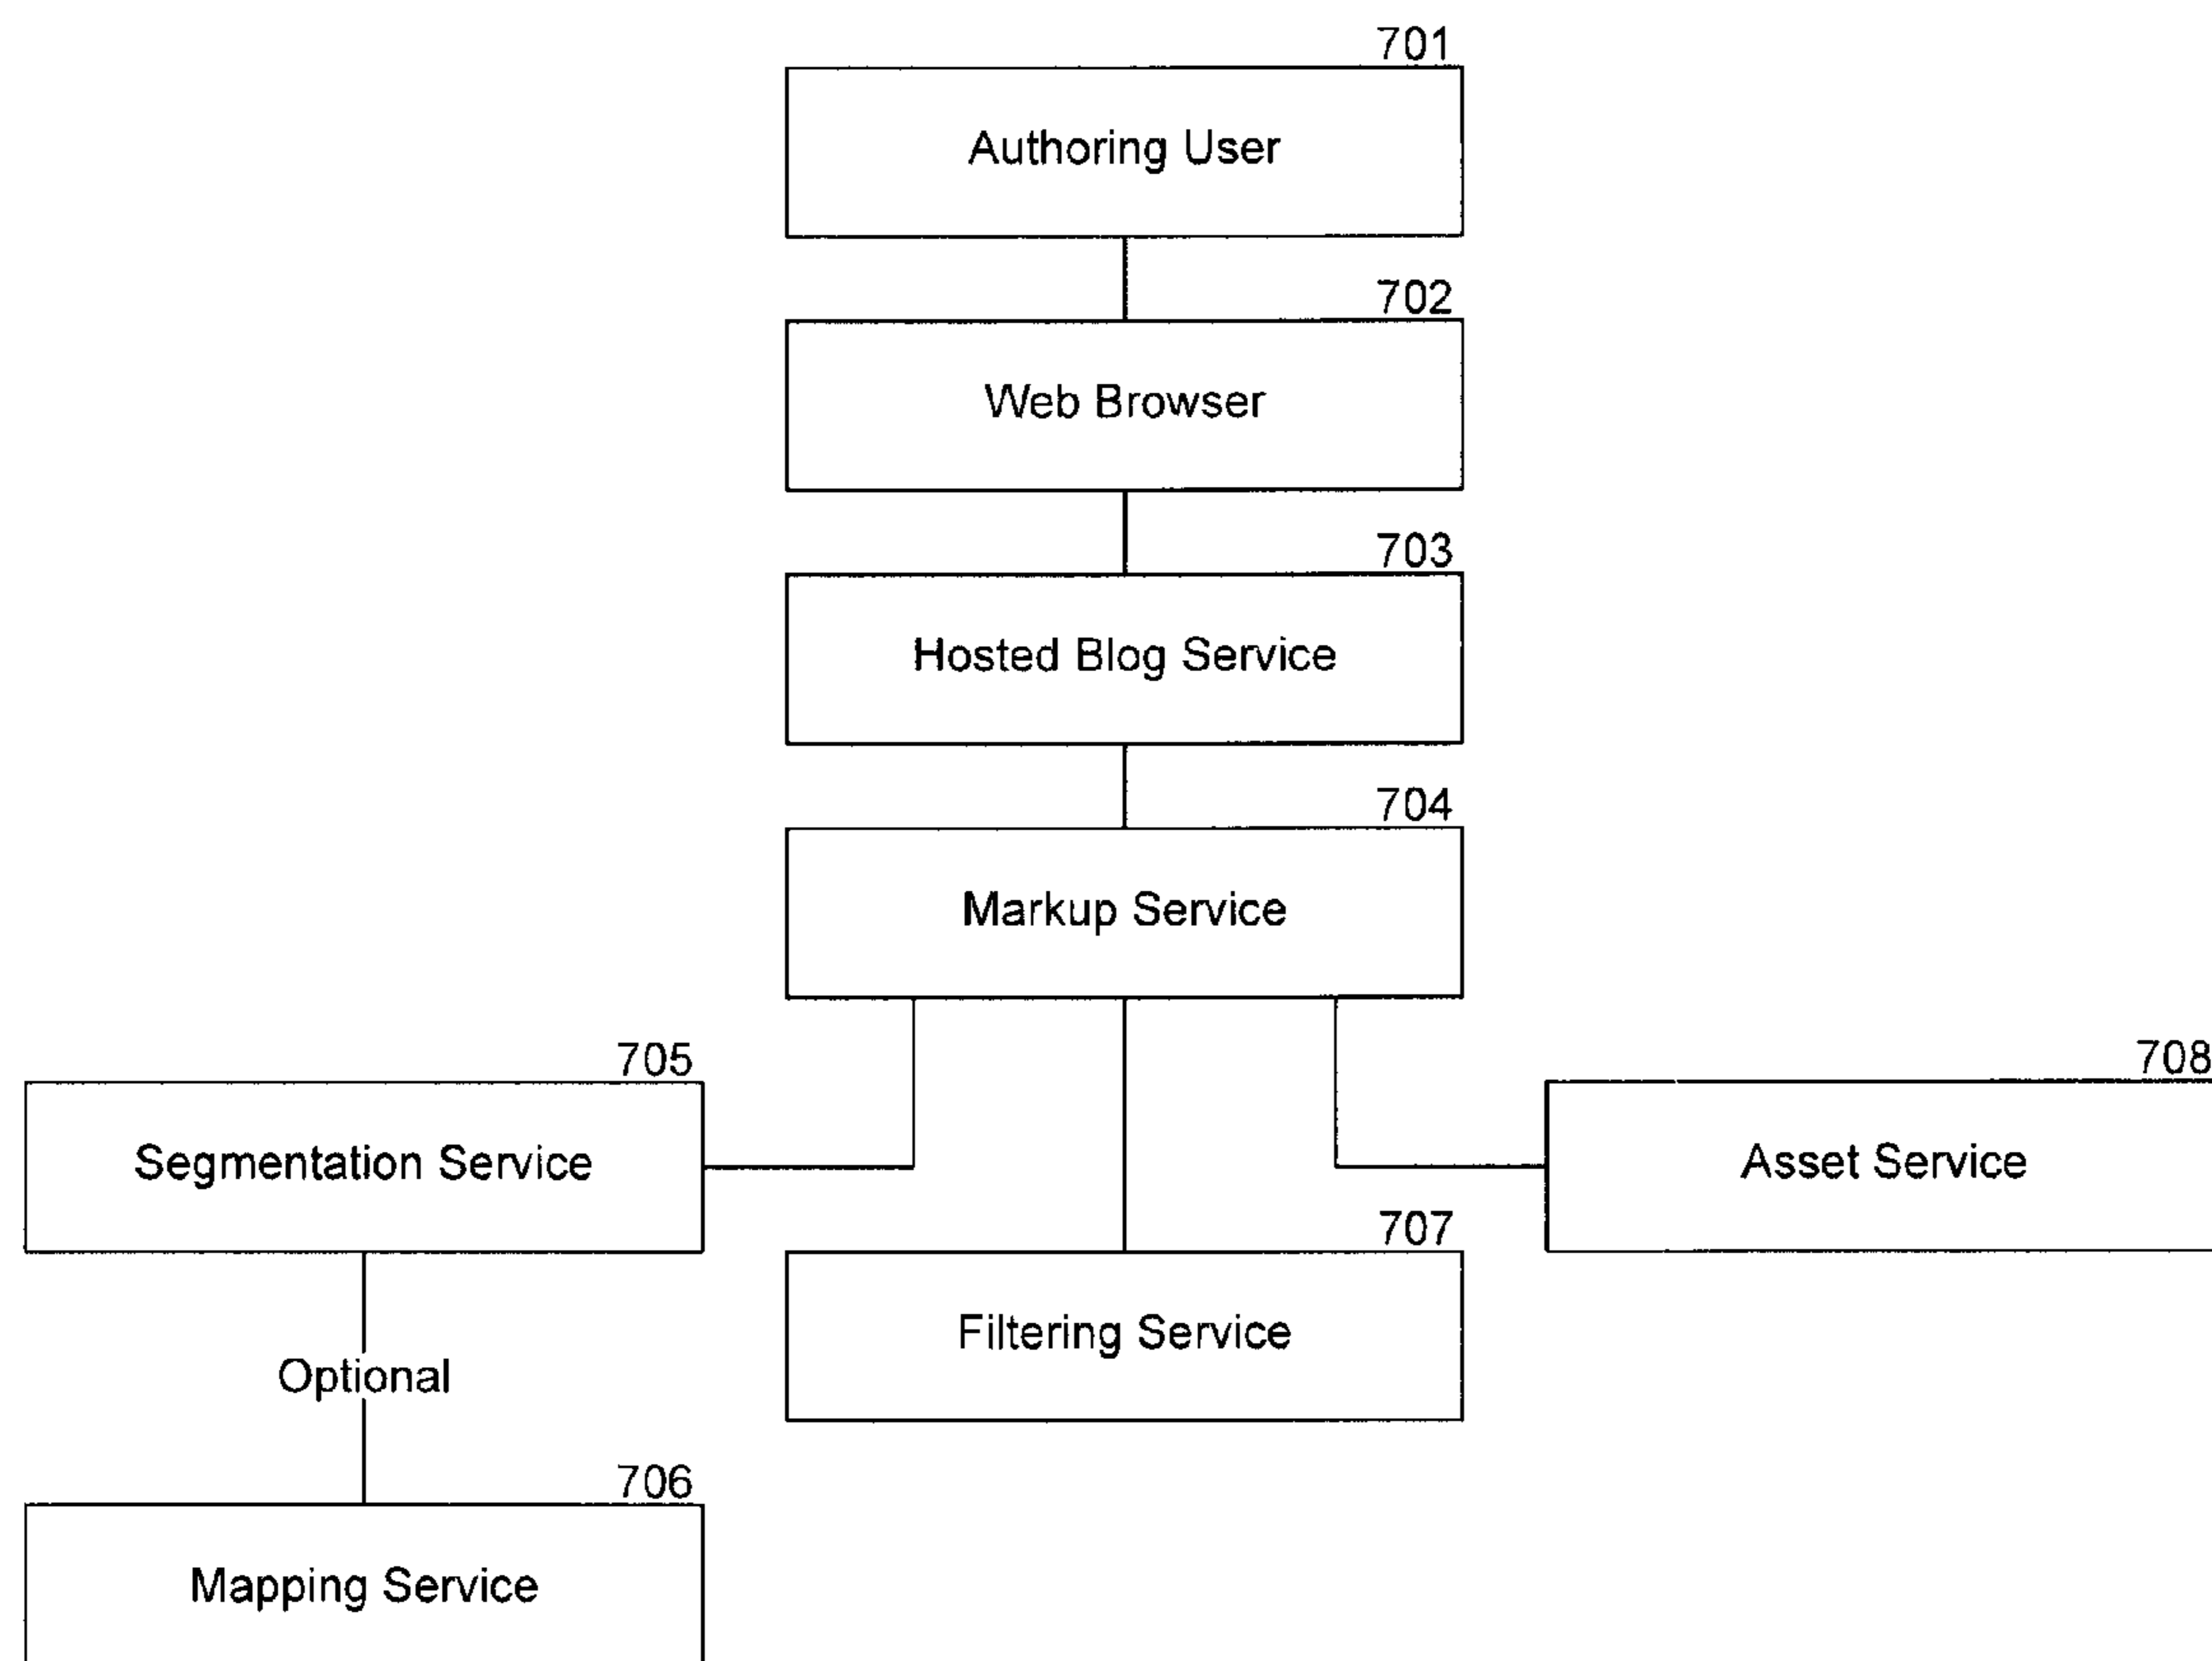 701
Authoring User
702
Web Browser
703
Hosted Blog Service
704
Markup Service
705
Segmentation Service
708
Asset Service
707
Filtering Service
Optional
706
Mapping Service